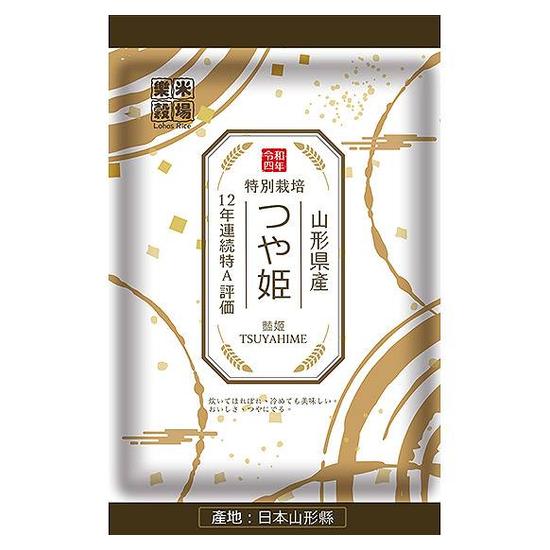 樂米
穀場
Lohas Rice
令和
四年
特別栽培
山形県産
つや姫
12年連続特A評価
豔姬
TSUYAHIME
炊いてほれぼれ、冷めても美味しい。
おいしさ、つやにでる。
產地：日本山形縣